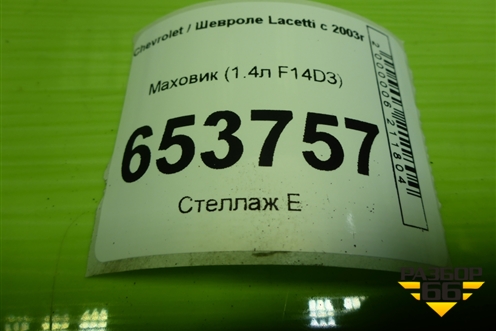 Chevrolet / Шевроле Lacetti с 2003г
Маховик (1.4л F14D3)
653757
Стеллаж Е
2000006211804
РАЗБОР
66